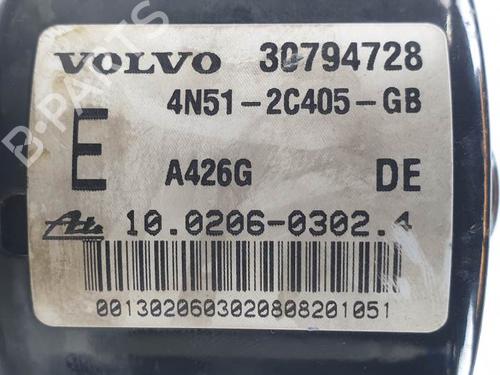 VOLVO 30794728
4N51-2C405-GB
E
A426G DE
Ate 10.0206-0302.4
0013020603020808201051
B-PARTS